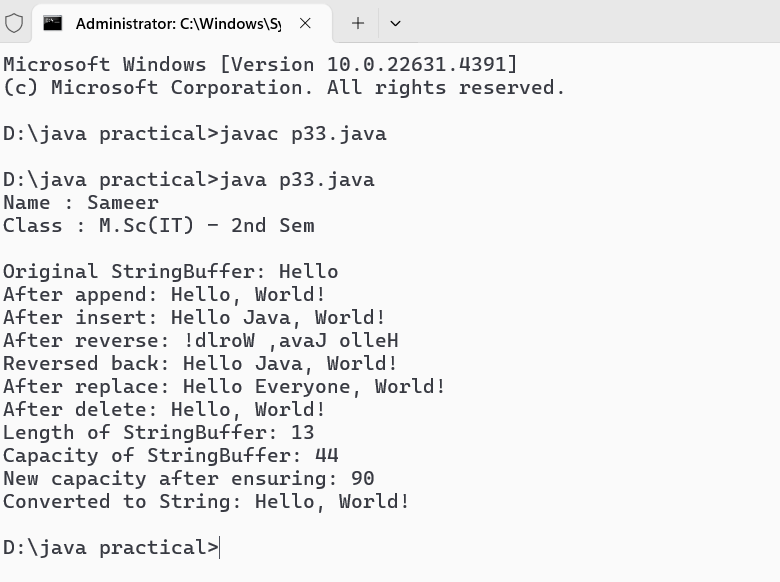 Administrator: C:\Windows\Sy
Microsoft Windows [Version 10.0.22631.4391]
(c) Microsoft Corporation. All rights reserved.
D:\java practical>javac p33.java
D:\java practical>java p33.java
Name : Sameer
Class : M.Sc(IT) - 2nd Sem
Original StringBuffer: Hello
After append: Hello, World!
After insert: Hello Java, World!
After reverse: !dlroW ,avaJ olleH
Reversed back: Hello Java, World!
After replace: Hello Everyone, World!
After delete: Hello, World!
Length of StringBuffer: 13
Capacity of StringBuffer: 44
New capacity after ensuring: 90
Converted to String: Hello, World!
D:\java practical>